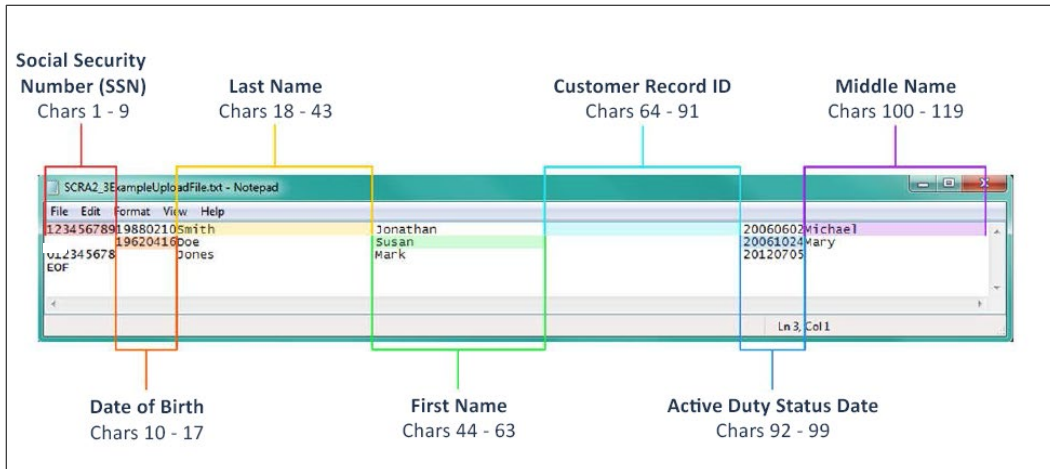 Social Security
Number (SSN)
Chars 1 - 9
Last Name
Chars 18 - 43
Customer Record ID
Chars 64 - 91
Middle Name
Chars 100 - 119
SCRA2_3ExampleUploadFile.txt - Notepad
File Edit Format View Help
12345678919880210Smith Jonathan 20060602Michael
19620416Doe Susan 20061024Mary
012345678 Jones Mark 20120705
EOF
Ln 3, Col 1
Date of Birth
Chars 10 - 17
First Name
Chars 44 - 63
Active Duty Status Date
Chars 92 - 99